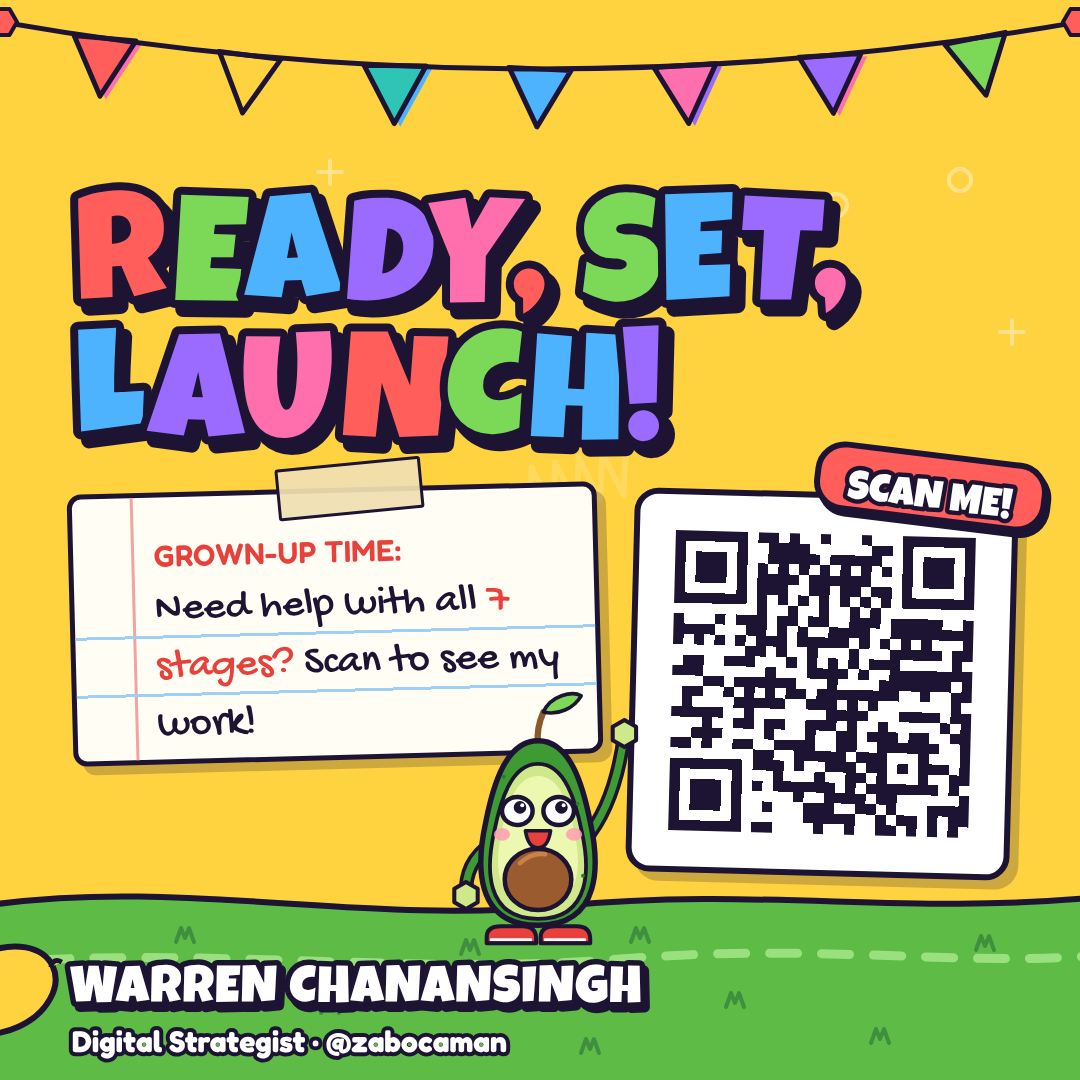 READY, SET,
LAUNCH!
SCAN ME!
GROWN-UP TIME:
Need help with all 7
stages? Scan to see my
work!
WARREN CHANANSINGH
Digital Strategist · @zabocaman